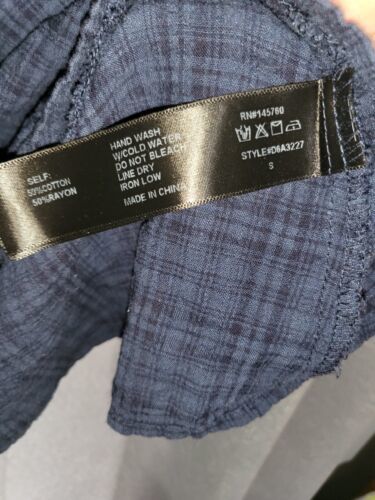 SELF:
50%COTTON
50%RAYON
HAND WASH
W/COLD WATER
DO NOT BLEACH
LINE DRY
IRON LOW
MADE IN CHINA
RN#145760
STYLE#D6A3227
S